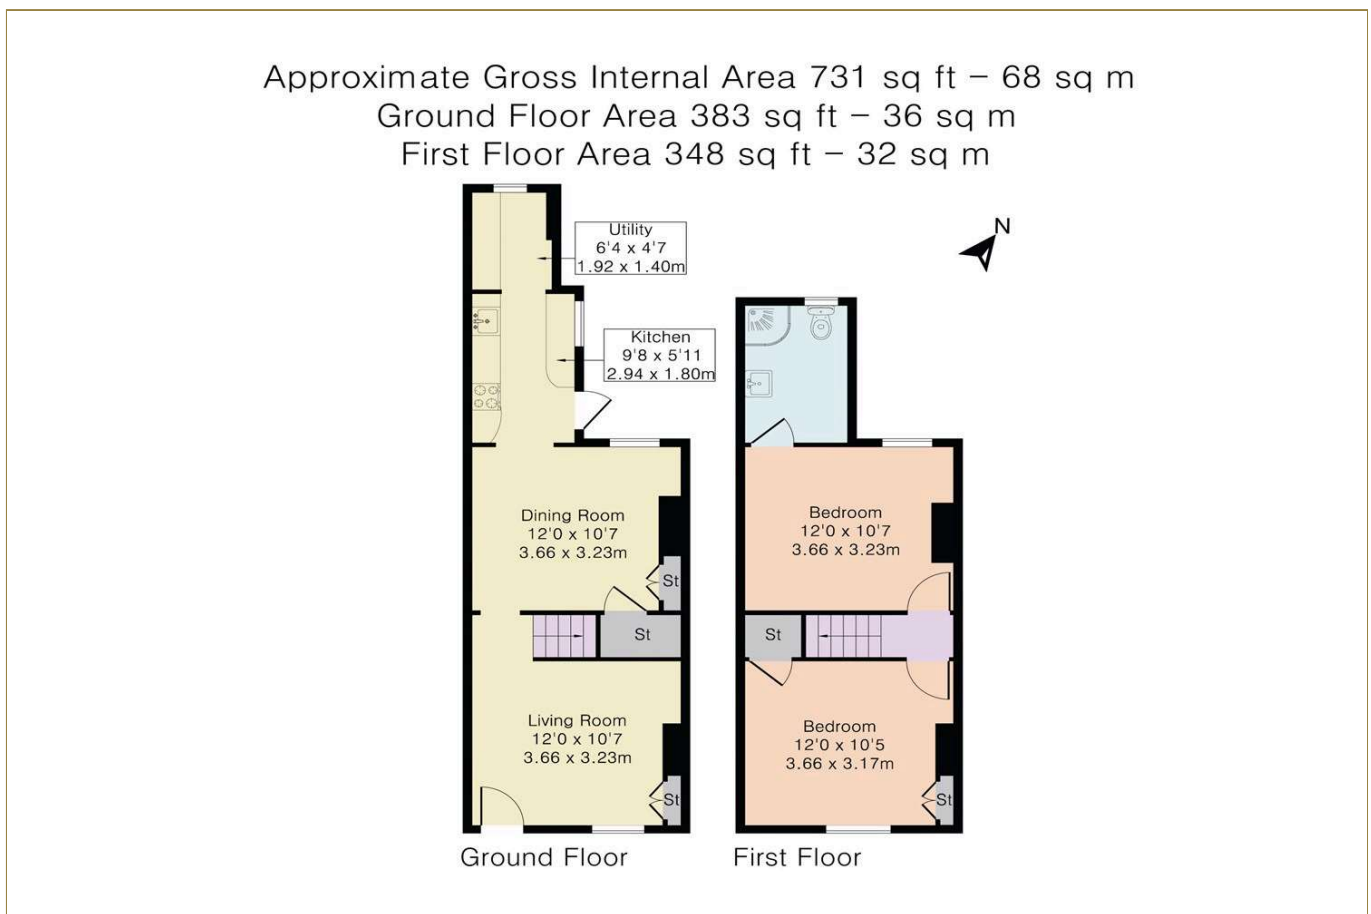 Approximate Gross Internal Area 731 sq ft – 68 sq m
Ground Floor Area 383 sq ft – 36 sq m
First Floor Area 348 sq ft – 32 sq m
N
Utility
6'4 x 4'7
1.92 x 1.40m
Kitchen
9'8 x 5'11
2.94 x 1.80m
Dining Room
12'0 x 10'7
3.66 x 3.23m
St
St
Living Room
12'0 x 10'7
3.66 x 3.23m
St
Ground Floor
Bedroom
12'0 x 10'7
3.66 x 3.23m
St
Bedroom
12'0 x 10'5
3.66 x 3.17m
St
First Floor